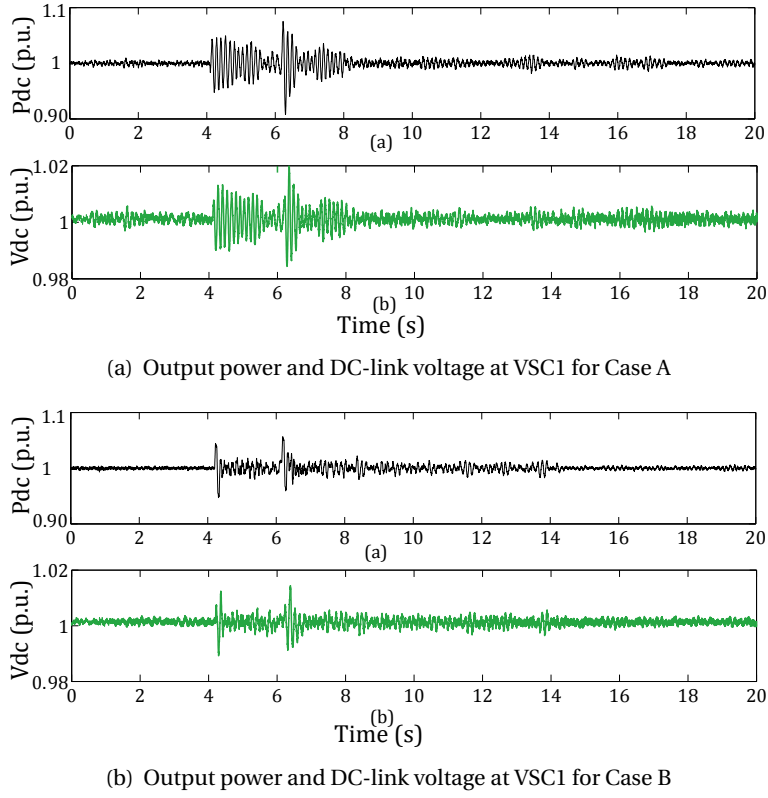 1.1
1
0.90
Pdc (p.u.)
0 2 4 6 8 10 12 14 16 18 20
(a)
1.02
1
0.98
Vdc (p.u.)
0 2 4 6 8 10 12 14 16 18 20
(b)
Time (s)
(a) Output power and DC-link voltage at VSC1 for Case A
1.1
1
0.90
Pdc (p.u.)
0 2 4 6 8 10 12 14 16 18 20
(a)
1.02
1
0.98
Vdc (p.u.)
0 2 4 6 8 10 12 14 16 18 20
(b)
Time (s)
(b) Output power and DC-link voltage at VSC1 for Case B